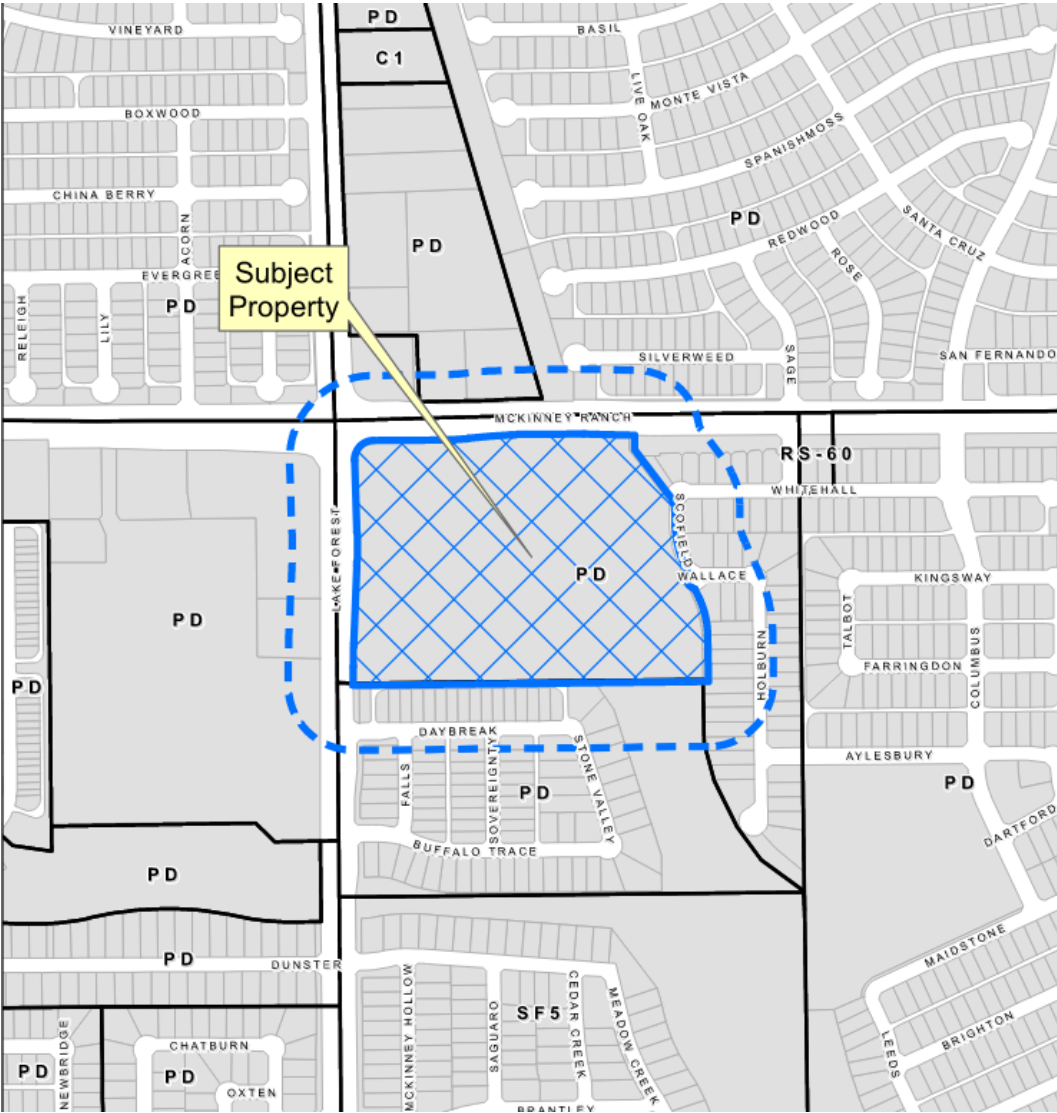 VINEYARD
PD
BASIL
C1
LIVE OAK
MONTE VISTA
BOXWOOD
SPANISHMOSS
CHINA BERRY
ACORN
PD
REDWOOD
SANTA CRUZ
PD
ROSE
EVERGREE
Subject
Property
PD
RELEIGH
LILY
SILVERWEED
SAGE
SAN FERNANDO
MCKINNEY RANCH
RS-60
WHITEHALL
SCOFIELD
LAKE FOREST
PD
WALLACE
KINGSWAY
TALBOT
PD
HOLBURN
COLUMBUS
FARRINGDON
PD
DAYBREAK
SOVEREIGNTY
STONE VALLEY
AYLESBURY
FALLS
PD
PD
DARTFORD
BUFFALO TRACE
PD
MAIDSTONE
PD
DUNSTER
MCKINNEY HOLLOW
SAGUARO
SF5
CEDAR CREEK
MEADOW CREEK
LEEDS
BRIGHTON
NEWBRIDGE
CHATBURN
PD
PD
OXTEN
BRANTLEY